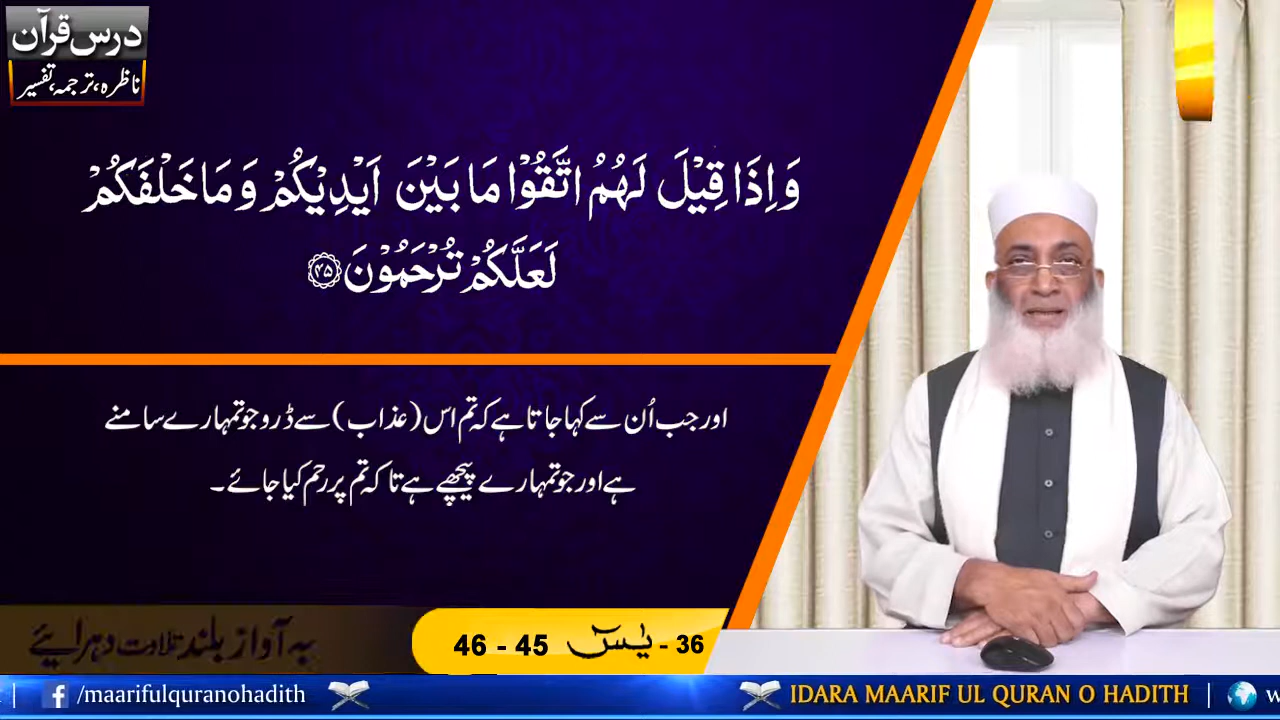 درس قرآن
ناظرہ، ترجمہ، تفسیر
وَاِذَا قِيْلَ لَهُمُ اتَّقُوْا مَا بَيْنَ اَيْدِيْكُمْ وَمَا خَلْفَكُمْ
لَعَلَّكُمْ تُرْحَمُوْنَ ۴۵
اور جب اُن سے کہا جاتا ہے کہ تم اس (عذاب) سے ڈرو جو تمہارے سامنے
ہے اور جو تمہارے پیچھے ہے تاکہ تم پر رحم کیا جائے۔
بہ آواز بلند تلاوت دہرائیے
36 - یٰسٓ 45 - 46
/maarifulquranohadith
IDARA MAARIF UL QURAN O HADITH | w